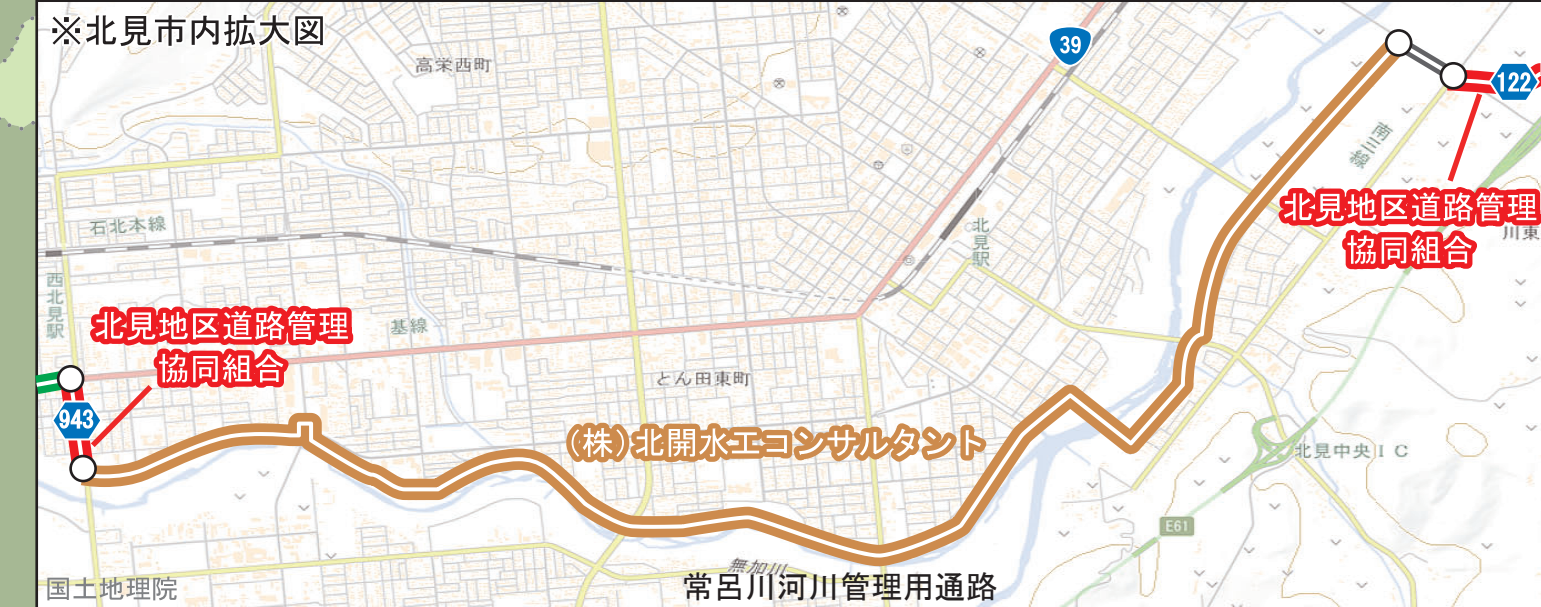 ※北見市内拡大図
高栄西町
39
122
南三線
北見地区道路管理
協同組合
川東
石北本線
北見駅
西北見駅
北見地区道路管理
協同組合
基線
943
とん田東町
(株)北開水工コンサルタント
北見中央IC
E61
無加川
常呂川河川管理用通路
国土地理院